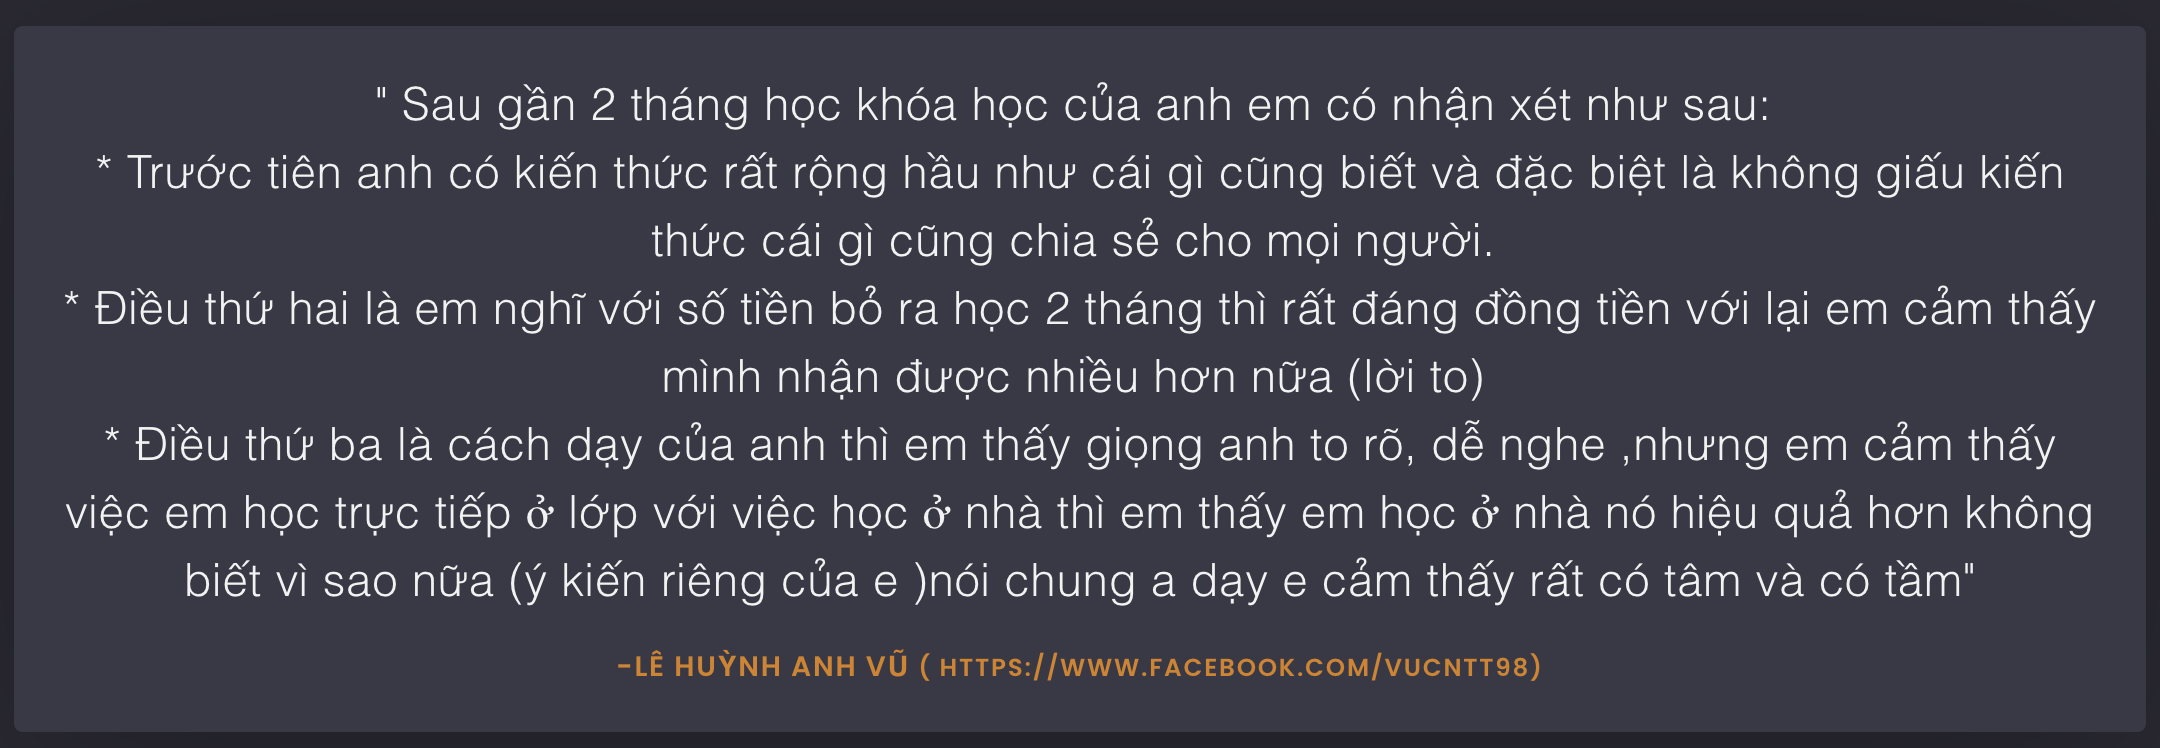 " Sau gần 2 tháng học khóa học của anh em có nhận xét như sau:
* Trước tiên anh có kiến thức rất rộng hầu như cái gì cũng biết và đặc biệt là không giấu kiến
thức cái gì cũng chia sẻ cho mọi người.
* Điều thứ hai là em nghĩ với số tiền bỏ ra học 2 tháng thì rất đáng đồng tiền với lại em cảm thấy
mình nhận được nhiều hơn nữa (lời to)
* Điều thứ ba là cách dạy của anh thì em thấy giọng anh to rõ, dễ nghe ,nhưng em cảm thấy
việc em học trực tiếp ở lớp với việc học ở nhà thì em thấy em học ở nhà nó hiệu quả hơn không
biết vì sao nữa (ý kiến riêng của e )nói chung a dạy e cảm thấy rất có tâm và có tầm"
-LÊ HUỲNH ANH VŨ ( HTTPS://WWW.FACEBOOK.COM/VUCNTT98)